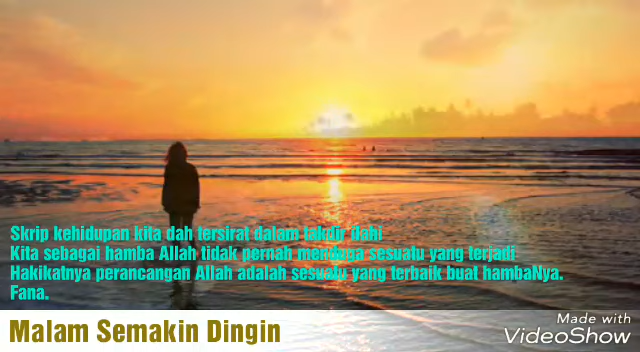 Skrip kehidupan kita dah tersirat dalam takdir Ilahi
Kita sebagai hamba Allah tidak pernah menduga sesuatu yang terjadi
Hakikatnya perancangan Allah adalah sesuatu yang terbaik buat hambaNya.
Fana.
Malam Semakin Dingin
Made with
VideoShow